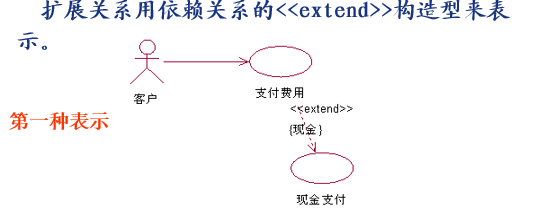 扩展关系用依赖关系的<<extend>>构造型来表
示。
客户
支付费用
<<extend>>
第一种表示
{现金}
现金支付